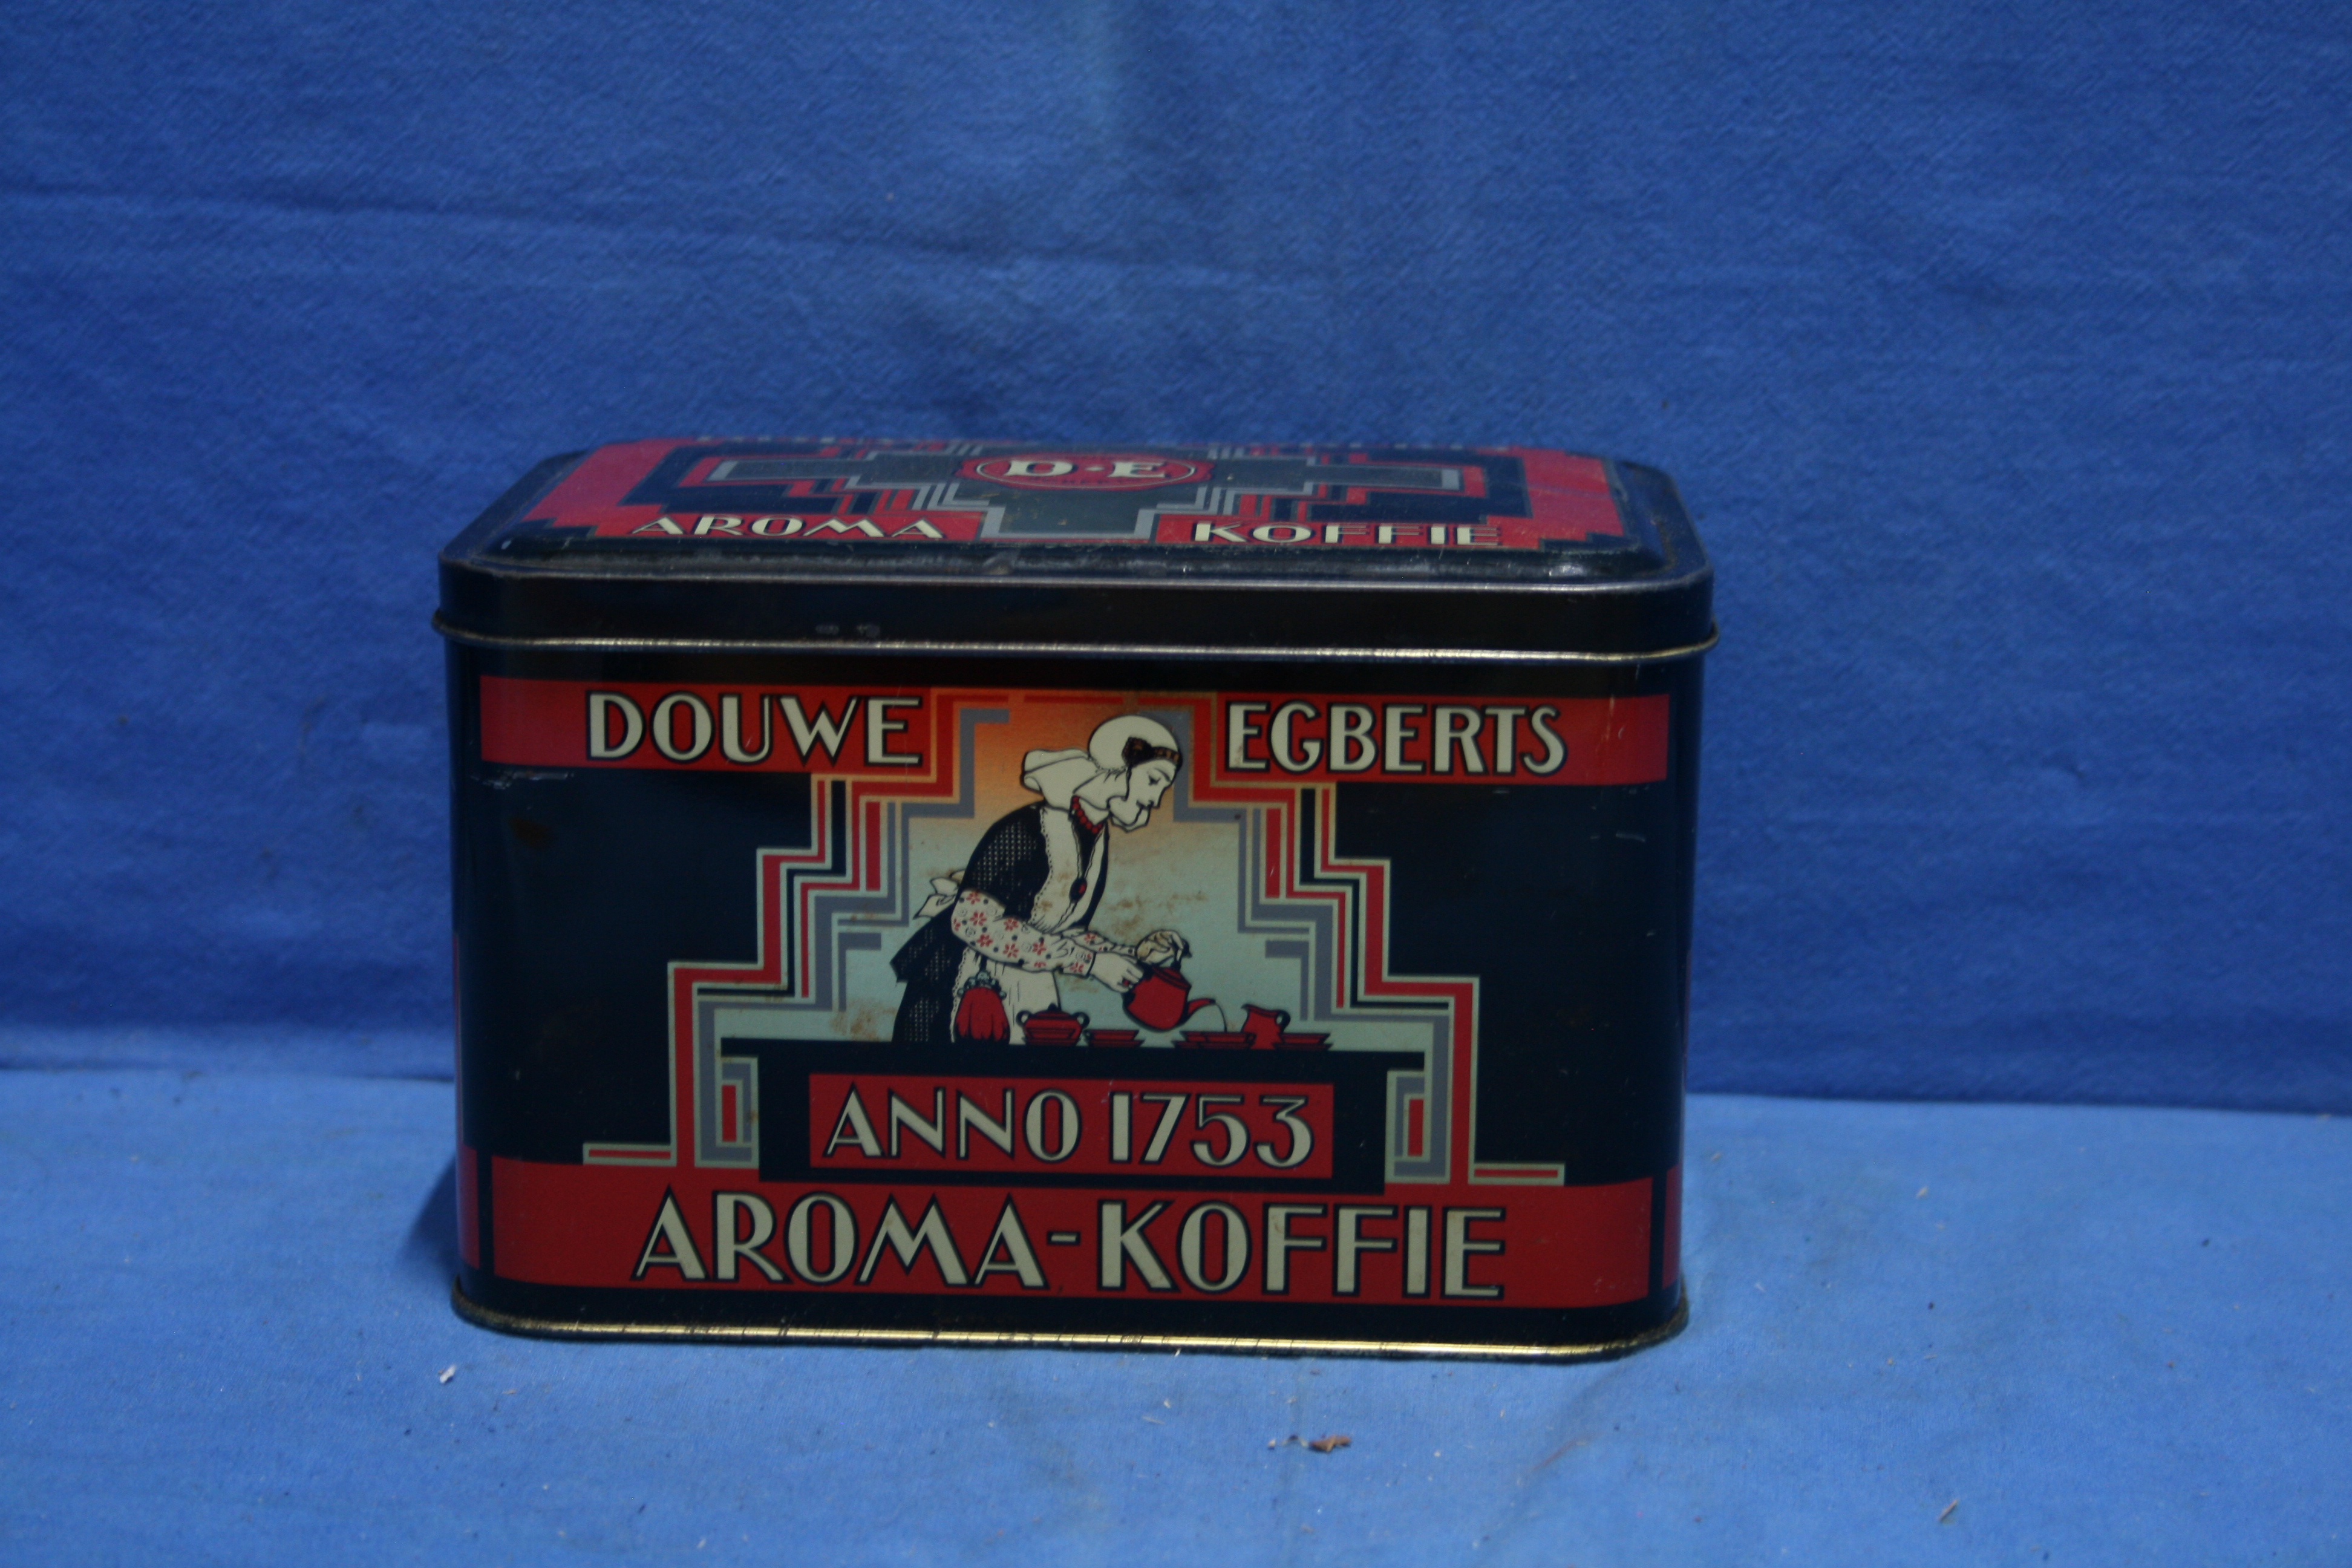 D·E
AROMA KOFFIE
DOUWE EGBERTS
ANNO 1753
AROMA-KOFFIE